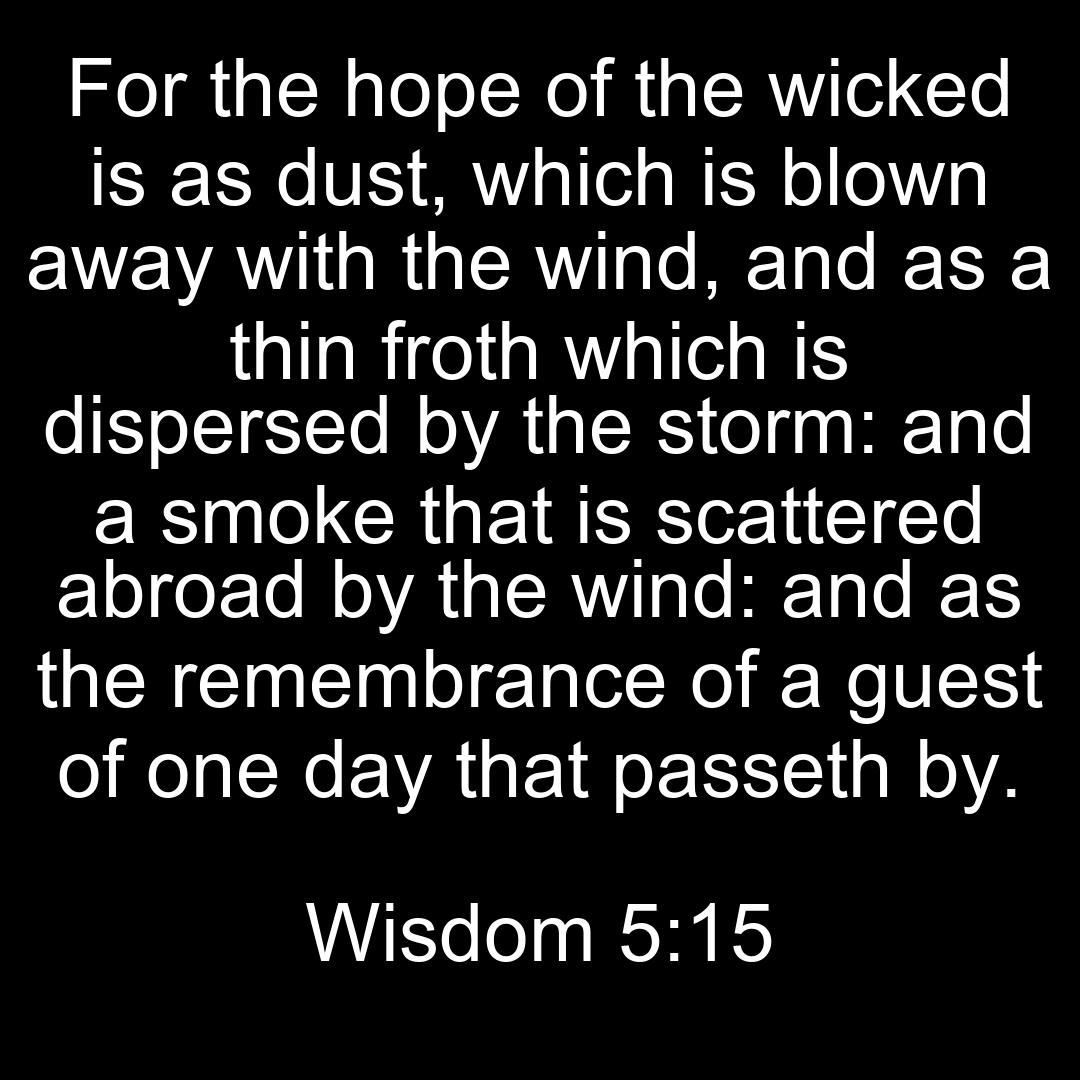 For the hope of the wicked
is as dust, which is blown
away with the wind, and as a
thin froth which is
dispersed by the storm: and
a smoke that is scattered
abroad by the wind: and as
the remembrance of a guest
of one day that passeth by.
Wisdom 5:15